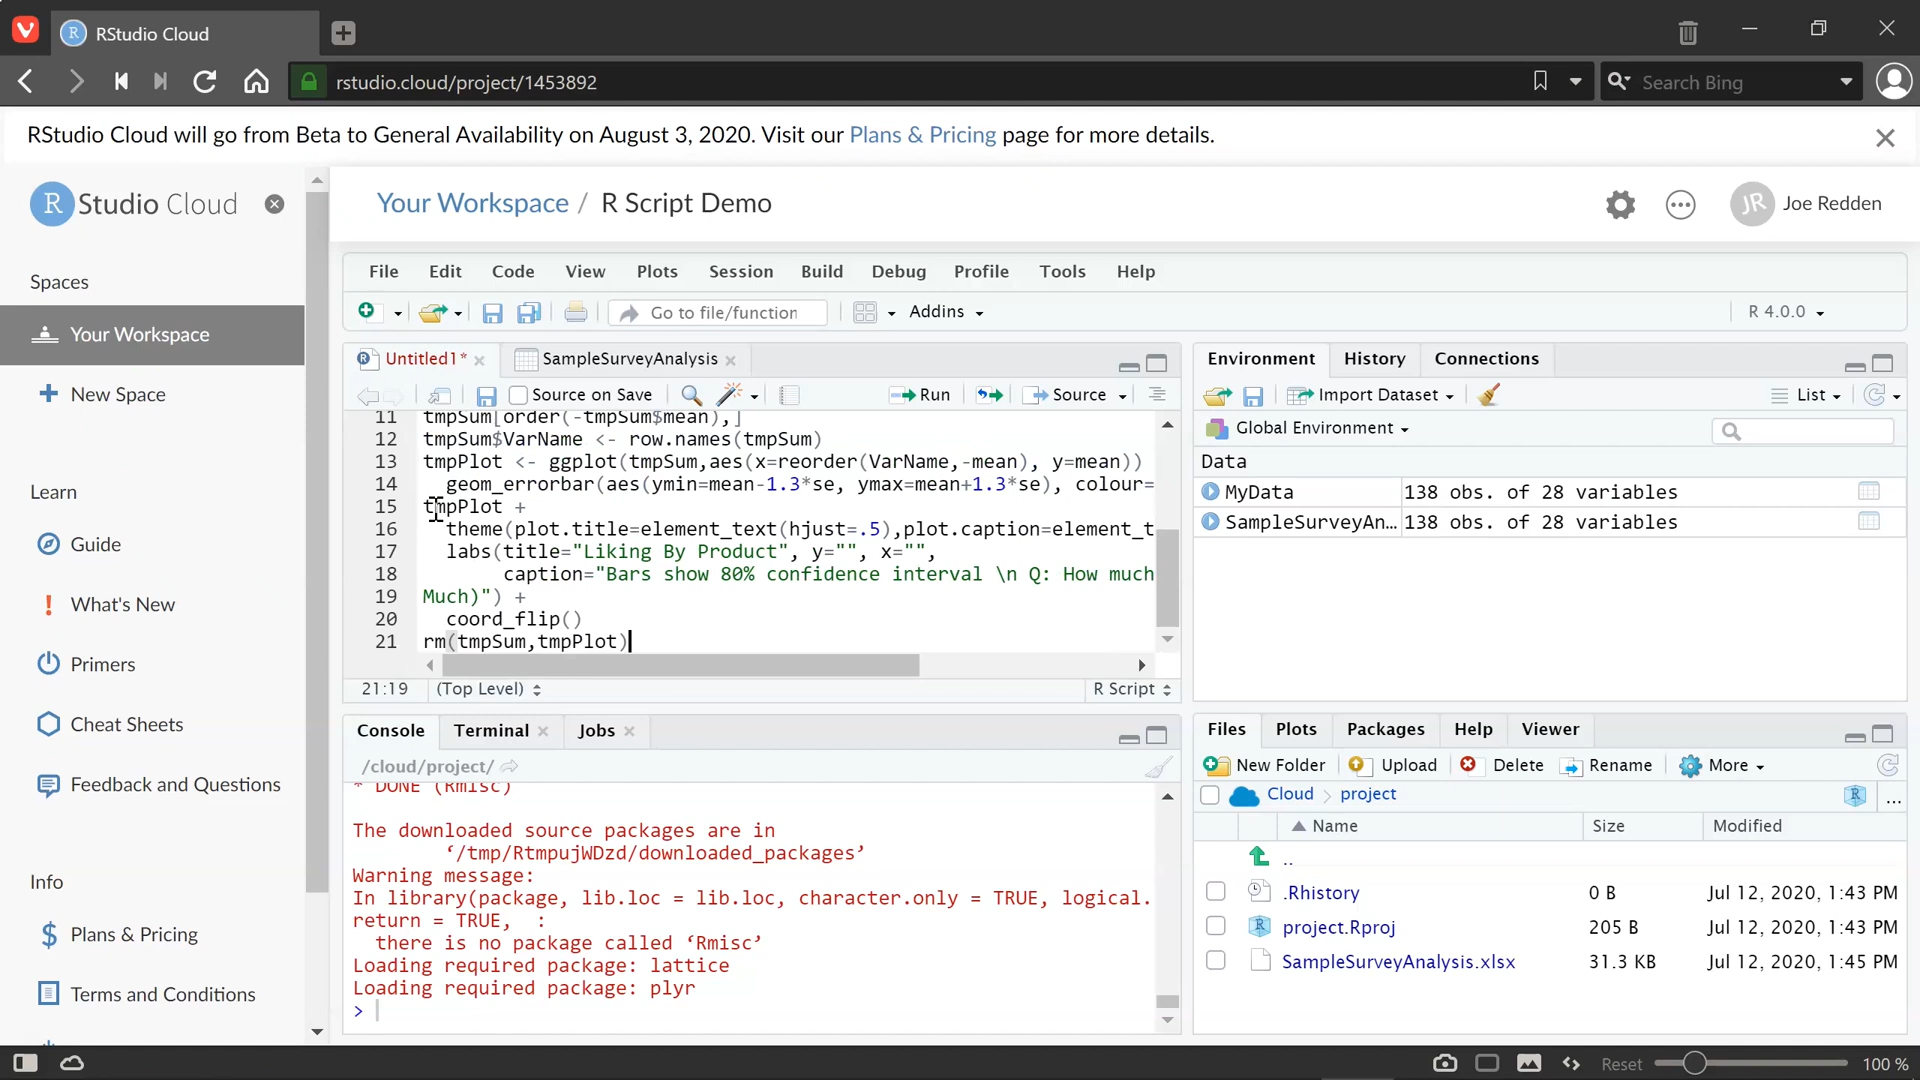 RStudio Cloud
rstudio.cloud/project/1453892
Search Bing
RStudio Cloud will go from Beta to General Availability on August 3, 2020. Visit our Plans & Pricing page for more details.
R Studio Cloud
Your Workspace / R Script Demo
JR Joe Redden
Spaces
Your Workspace
New Space
Learn
Guide
What's New
Primers
Cheat Sheets
Feedback and Questions
Info
Plans & Pricing
Terms and Conditions
File Edit Code View Plots Session Build Debug Profile Tools Help
Go to file/function
Addins
R 4.0.0
Untitled1*
SampleSurveyAnalysis
Source on Save
Run
Source
11 tmpSum[order(-tmpSum$mean),]
12 tmpSum$VarName <- row.names(tmpSum)
13 tmpPlot <- ggplot(tmpSum,aes(x=reorder(VarName,-mean), y=mean))
14 geom_errorbar(aes(ymin=mean-1.3*se, ymax=mean+1.3*se), colour=
15 tmpPlot +
16 theme(plot.title=element_text(hjust=.5),plot.caption=element_t
17 labs(title="Liking By Product", y="", x="",
18 caption="Bars show 80% confidence interval \n Q: How much
19 Much)") +
20 coord_flip()
21 rm(tmpSum,tmpPlot)
21:19 (Top Level) R Script
Console Terminal Jobs
/cloud/project/
* DONE (Rmisc)
The downloaded source packages are in
‘/tmp/RtmpujWDzd/downloaded_packages’
Warning message:
In library(package, lib.loc = lib.loc, character.only = TRUE, logical.
return = TRUE,  :
there is no package called ‘Rmisc’
Loading required package: lattice
Loading required package: plyr
>
Environment History Connections
Import Dataset
List
Global Environment
Data
MyData 138 obs. of 28 variables
SampleSurveyAn… 138 obs. of 28 variables
Files Plots Packages Help Viewer
New Folder Upload Delete Rename More
Cloud > project
...
Name Size Modified
..
.Rhistory 0 B Jul 12, 2020, 1:43 PM
project.Rproj 205 B Jul 12, 2020, 1:43 PM
SampleSurveyAnalysis.xlsx 31.3 KB Jul 12, 2020, 1:45 PM
Reset 100 %